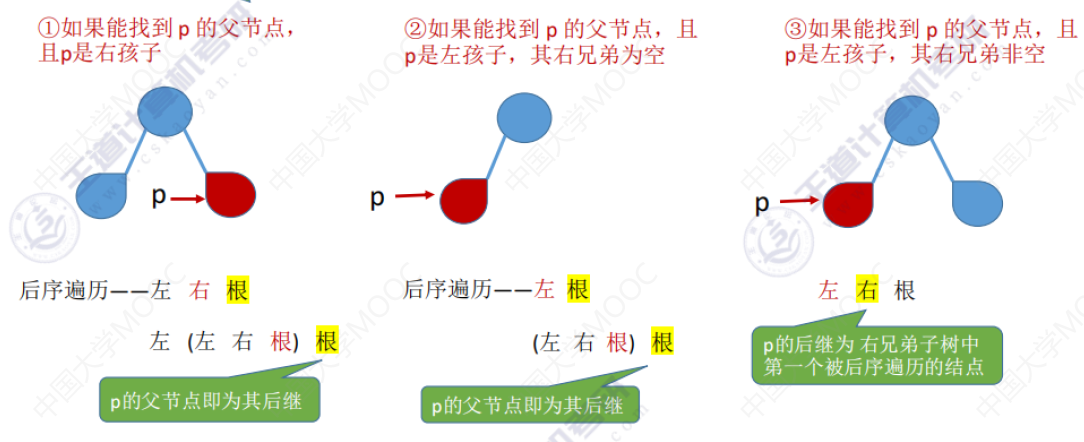 ①如果能找到 p 的父节点，
且p是右孩子
p
后序遍历——左 右 根
左 (左 右 根) 根
p的父节点即为其后继
②如果能找到 p 的父节点，且
p是左孩子，其右兄弟为空
p
后序遍历——左 根
(左 右 根) 根
p的父节点即为其后继
③如果能找到 p 的父节点，且
p是左孩子，其右兄弟非空
p
左 右 根
p的后继为 右兄弟子树中
第一个被后序遍历的结点
王道计算机考研
中国大学MOOC